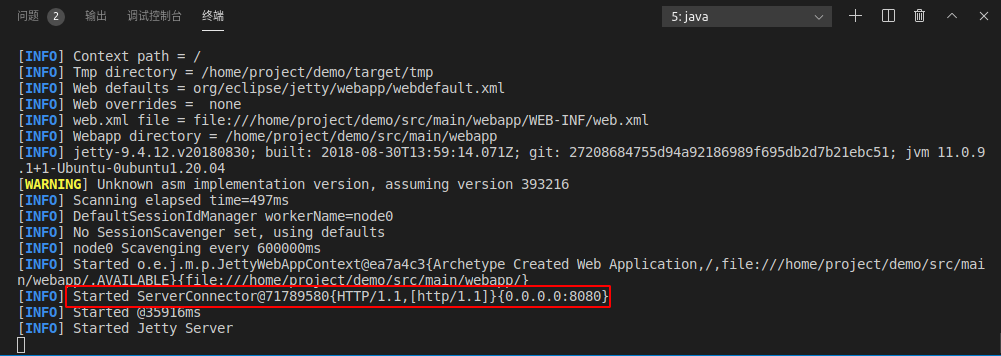 问题 2 输出 调试控制台 终端 5: java
[INFO] Context path = /
[INFO] Tmp directory = /home/project/demo/target/tmp
[INFO] Web defaults = org/eclipse/jetty/webapp/webdefault.xml
[INFO] Web overrides =  none
[INFO] web.xml file = file:///home/project/demo/src/main/webapp/WEB-INF/web.xml
[INFO] Webapp directory = /home/project/demo/src/main/webapp
[INFO] jetty-9.4.12.v20180830; built: 2018-08-30T13:59:14.071Z; git: 27208684755d94a92186989f695db2d7b21ebc51; jvm 11.0.9
.1+1-Ubuntu-0ubuntu1.20.04
[WARNING] Unknown asm implementation version, assuming version 393216
[INFO] Scanning elapsed time=497ms
[INFO] DefaultSessionIdManager workerName=node0
[INFO] No SessionScavenger set, using defaults
[INFO] node0 Scavenging every 600000ms
[INFO] Started o.e.j.m.p.JettyWebAppContext@ea7a4c3{Archetype Created Web Application,/,file:///home/project/demo/src/mai
n/webapp/,AVAILABLE}{file:///home/project/demo/src/main/webapp/}
[INFO] Started ServerConnector@71789580{HTTP/1.1,[http/1.1]}{0.0.0.0:8080}
[INFO] Started @35916ms
[INFO] Started Jetty Server